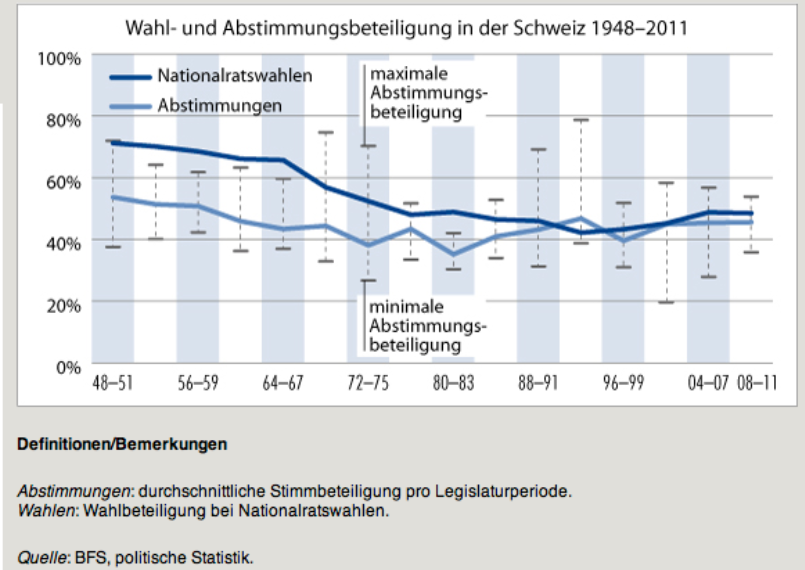 Wahl- und Abstimmungsbeteiligung in der Schweiz 1948–2011
100%
80%
60%
40%
20%
0%
Nationalratswahlen
Abstimmungen
maximale
Abstimmungs-
beteiligung
minimale
Abstimmungs-
beteiligung
48–51 56–59 64–67 72–75 80–83 88–91 96–99 04–07 08–11
Definitionen/Bemerkungen
Abstimmungen: durchschnittliche Stimmbeteiligung pro Legislaturperiode.
Wahlen: Wahlbeteiligung bei Nationalratswahlen.
Quelle: BFS, politische Statistik.